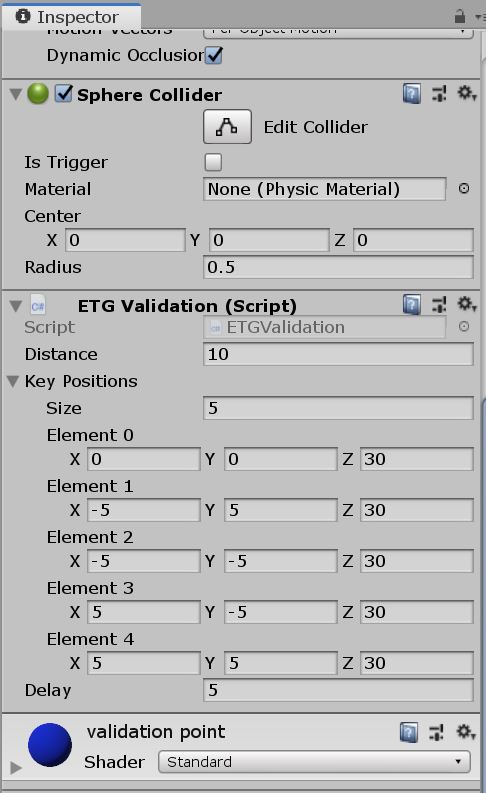 Inspector
Motion Vectors Per Object Motion
Dynamic Occlusion
Sphere Collider
Edit Collider
Is Trigger
Material None (Physic Material)
Center
X 0 Y 0 Z 0
Radius 0.5
C# ETG Validation (Script)
Script C# ETGValidation
Distance 10
Key Positions
Size 5
Element 0
X 0 Y 0 Z 30
Element 1
X -5 Y 5 Z 30
Element 2
X -5 Y -5 Z 30
Element 3
X 5 Y -5 Z 30
Element 4
X 5 Y 5 Z 30
Delay 5
validation point
Shader Standard